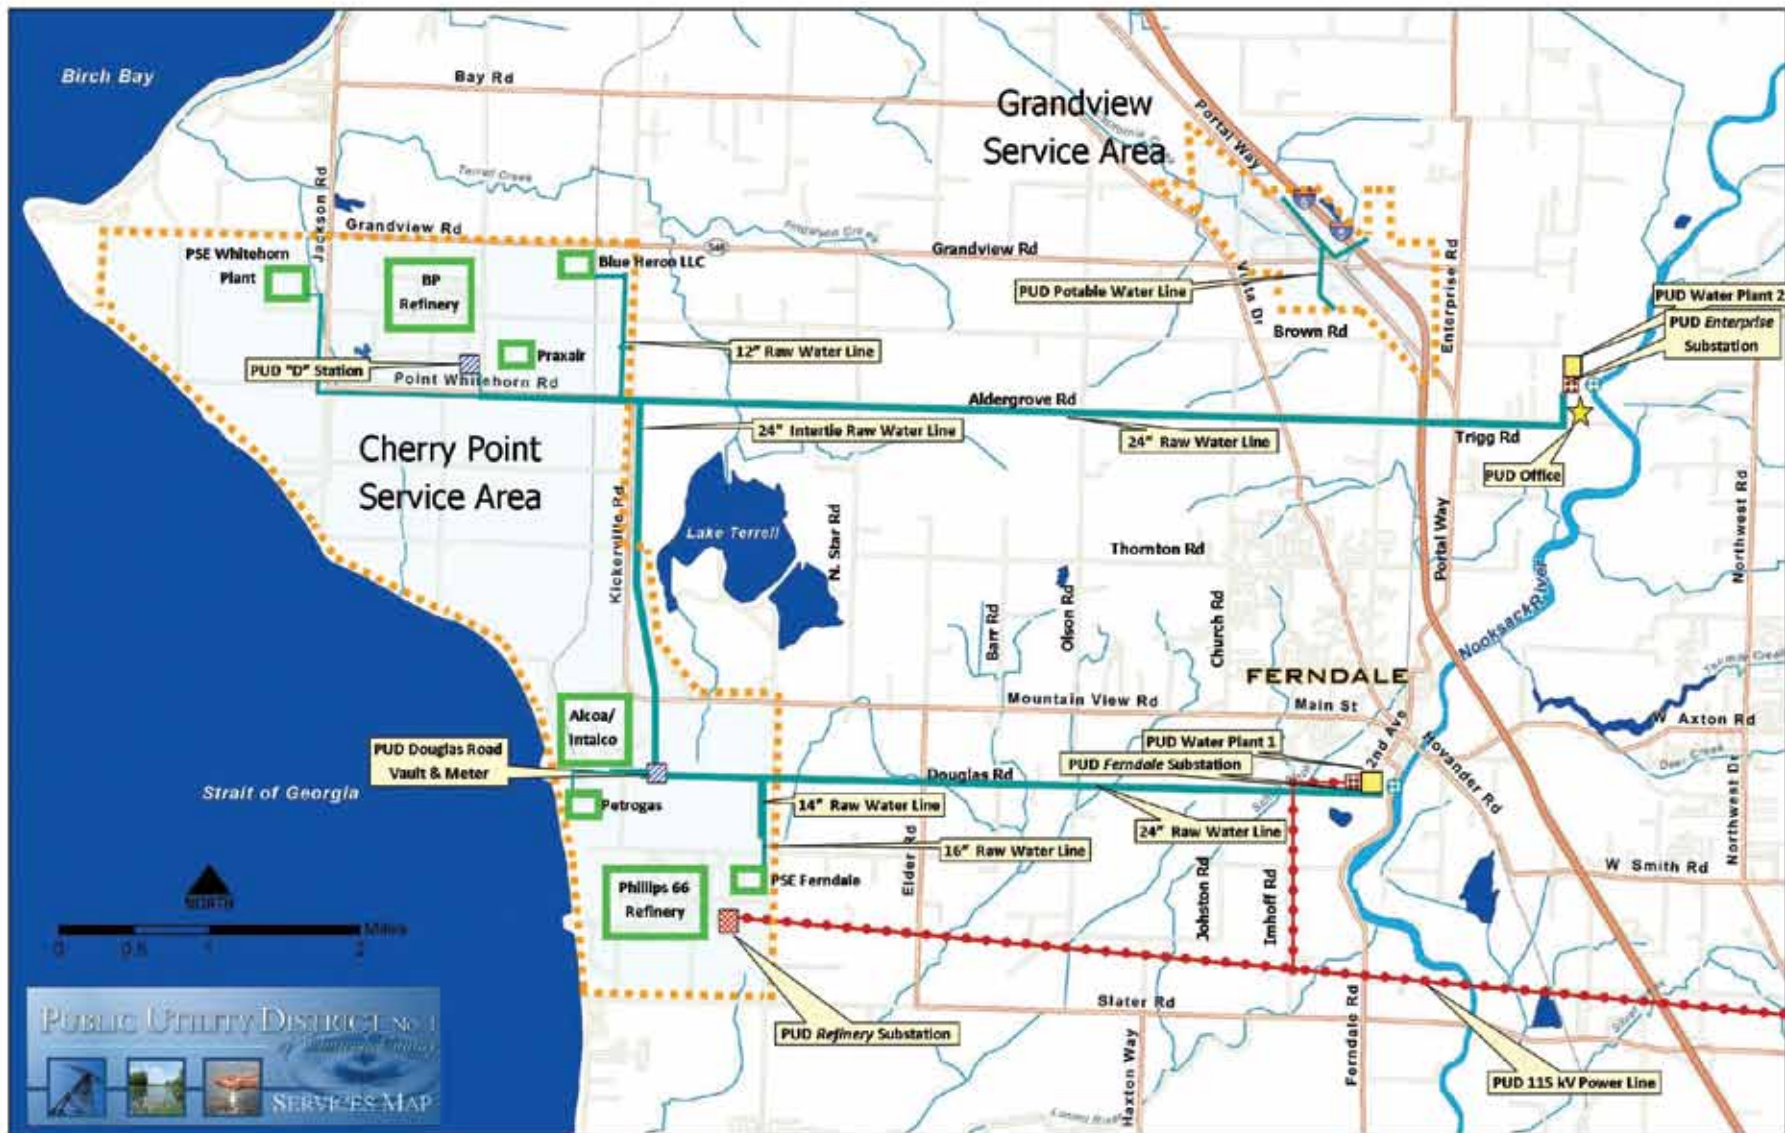 Birch Bay
Bay Rd
Grandview
Service Area
Portal Way
Terrell Creek
Jackson Rd
Grandview Rd
548
Grandview Rd
PSE Whitehorn
Plant
BP
Refinery
Blue Heron LLC
PUD Potable Water Line
Vista Dr
Brown Rd
Enterprise Rd
PUD Water Plant 2
PUD Enterprise
Substation
PUD "D" Station
Praxair
12" Raw Water Line
Point Whitehorn Rd
Aldergrove Rd
24" Intertie Raw Water Line
24" Raw Water Line
Trigg Rd
PUD Office
Cherry Point
Service Area
Kickerville Rd
Lake Terrell
N. Star Rd
Thornton Rd
Portal Way
Northwest Rd
Nooksack River
Barr Rd
Olson Rd
Church Rd
FERNDALE
Mountain View Rd
Main St
W Axton Rd
Deer Creek
Alcoa/
Intalco
PUD Douglas Road
Vault & Meter
PUD Water Plant 1
PUD Ferndale Substation
2nd Ave
Hovander Rd
Northwest Dr
Strait of Georgia
Petrogas
Douglas Rd
14" Raw Water Line
24" Raw Water Line
16" Raw Water Line
Elder Rd
Johston Rd
Imhoff Rd
W Smith Rd
Phillips 66
Refinery
PSE Ferndale
NORTH
0 0.5 1 2 Miles
Slater Rd
PUD Refinery Substation
Haxton Way
Ferndale Rd
PUD 115 kV Power Line
PUBLIC UTILITY DISTRICT No. 1
SERVICES MAP